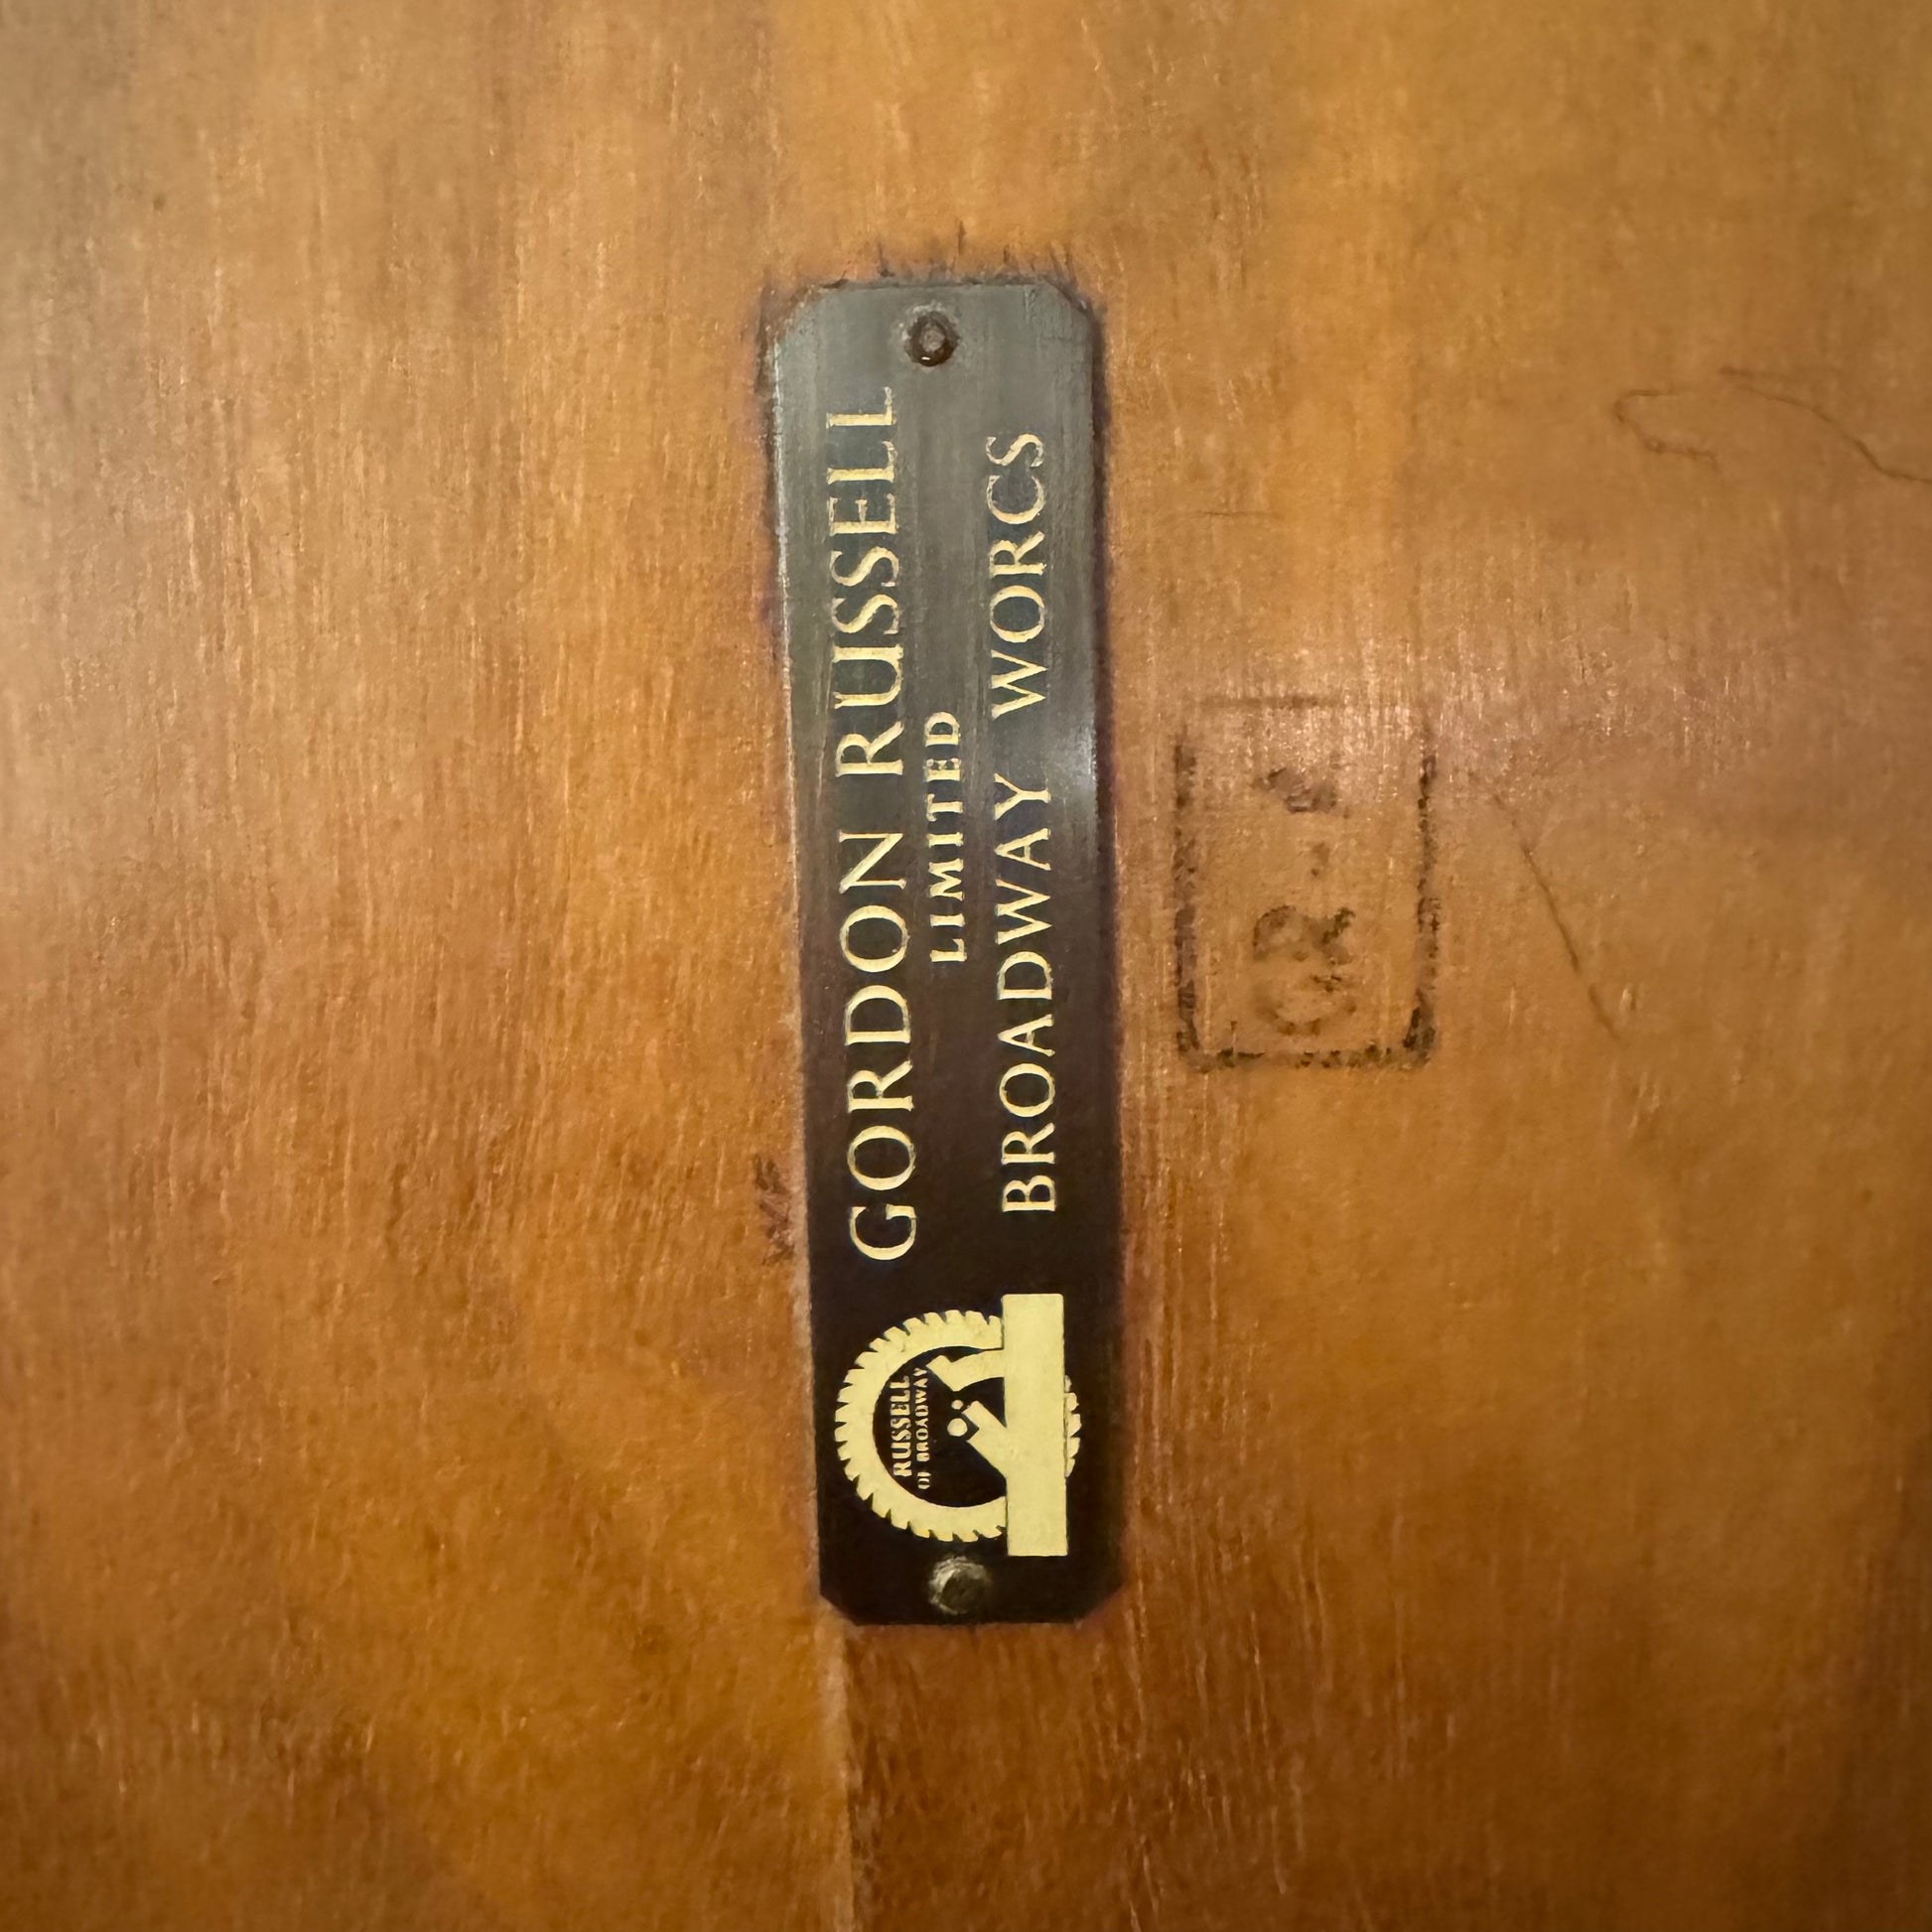 GORDON RUSSELL
LIMITED
BROADWAY WORCS
RUSSELL
OF BROADWAY